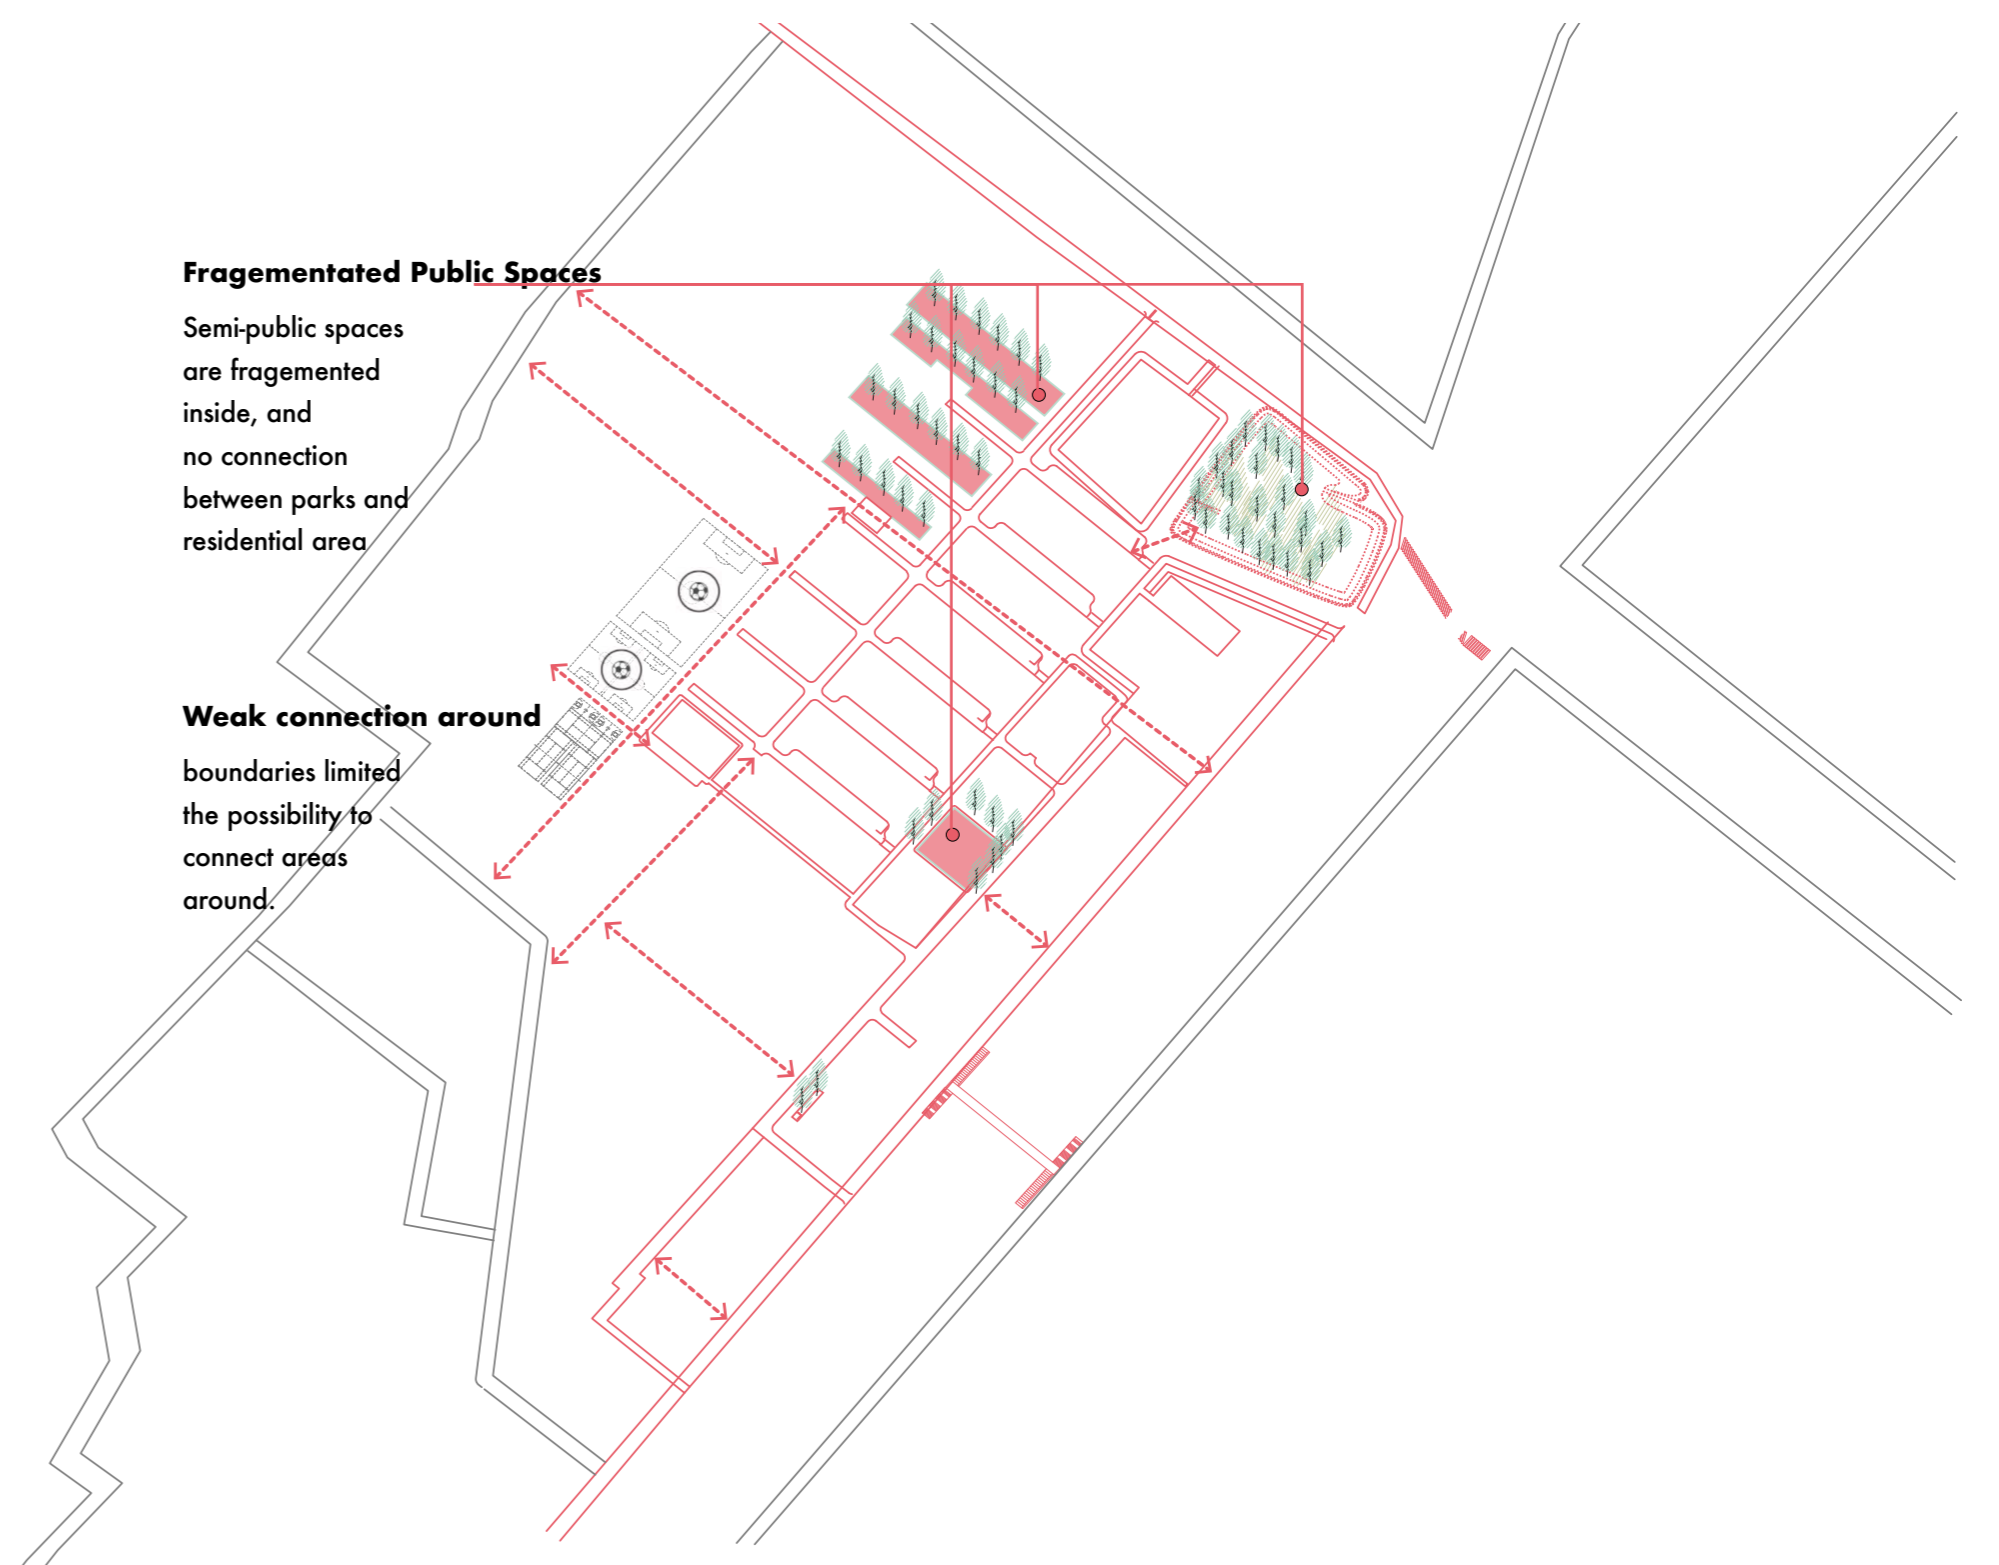 Fragementated Public Spaces
Semi-public spaces
are fragemented
inside, and
no connection
between parks and
residential area
Weak connection around
boundaries limited
the possibility to
connect areas
around.